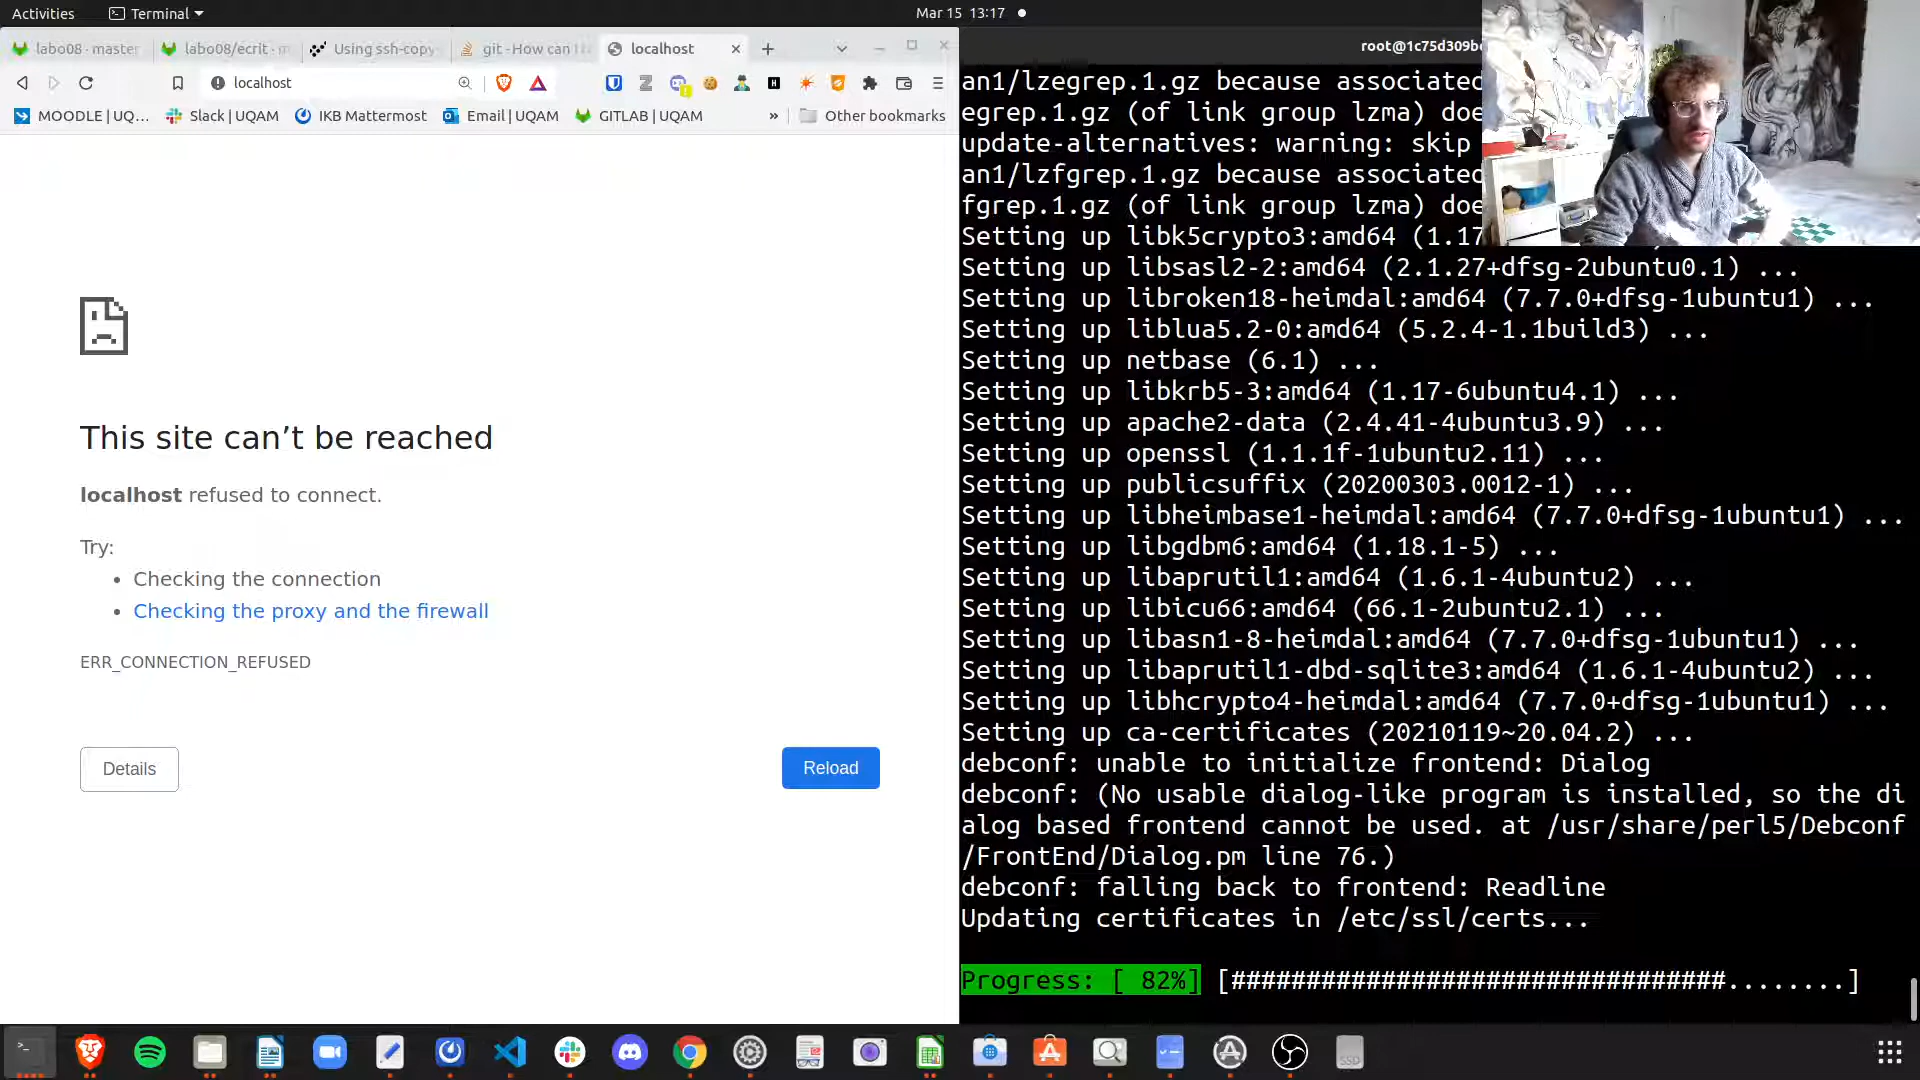 Activities
Terminal
Mar 15 13:17
labo08 · master
labo08/ecrit · m
Using ssh-copy
git - How can I
localhost
localhost
MOODLE | UQ...
Slack | UQAM
IKB Mattermost
Email | UQAM
GITLAB | UQAM
»
Other bookmarks
This site can't be reached
localhost refused to connect.
Try:
• Checking the connection
• Checking the proxy and the firewall
ERR_CONNECTION_REFUSED
Details
Reload
root@1c75d309b
an1/lzegrep.1.gz because associated
egrep.1.gz (of link group lzma) doe
update-alternatives: warning: skip
an1/lzfgrep.1.gz because associated
fgrep.1.gz (of link group lzma) doe
Setting up libk5crypto3:amd64 (1.17
Setting up libsasl2-2:amd64 (2.1.27+dfsg-2ubuntu0.1) ...
Setting up libroken18-heimdal:amd64 (7.7.0+dfsg-1ubuntu1) ...
Setting up liblua5.2-0:amd64 (5.2.4-1.1build3) ...
Setting up netbase (6.1) ...
Setting up libkrb5-3:amd64 (1.17-6ubuntu4.1) ...
Setting up apache2-data (2.4.41-4ubuntu3.9) ...
Setting up openssl (1.1.1f-1ubuntu2.11) ...
Setting up publicsuffix (20200303.0012-1) ...
Setting up libheimbase1-heimdal:amd64 (7.7.0+dfsg-1ubuntu1) ...
Setting up libgdbm6:amd64 (1.18.1-5) ...
Setting up libaprutil1:amd64 (1.6.1-4ubuntu2) ...
Setting up libicu66:amd64 (66.1-2ubuntu2.1) ...
Setting up libasn1-8-heimdal:amd64 (7.7.0+dfsg-1ubuntu1) ...
Setting up libaprutil1-dbd-sqlite3:amd64 (1.6.1-4ubuntu2) ...
Setting up libhcrypto4-heimdal:amd64 (7.7.0+dfsg-1ubuntu1) ...
Setting up ca-certificates (20210119~20.04.2) ...
debconf: unable to initialize frontend: Dialog
debconf: (No usable dialog-like program is installed, so the di
alog based frontend cannot be used. at /usr/share/perl5/Debconf
/FrontEnd/Dialog.pm line 76.)
debconf: falling back to frontend: Readline
Updating certificates in /etc/ssl/certs...
Progress: [ 82%] [#################################........]
SSD